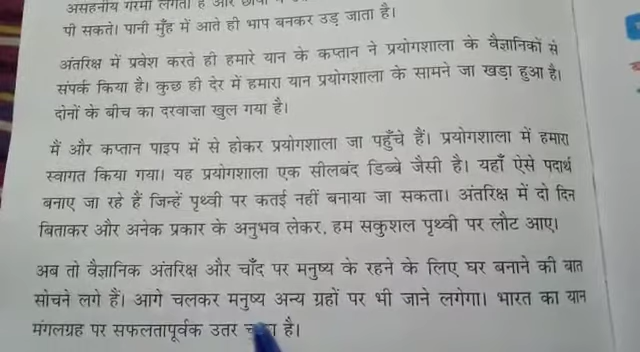 असहनीय गरमी लगती है और छाया में
पी सकते। पानी मुँह में आते ही भाप बनकर उड़ जाता है।
अंतरिक्ष में प्रवेश करते ही हमारे यान के कप्तान ने प्रयोगशाला के वैज्ञानिकों से
संपर्क किया है। कुछ ही देर में हमारा यान प्रयोगशाला के सामने जा खड़ा हुआ है।
दोनों के बीच का दरवाज़ा खुल गया है।
मैं और कप्तान पाइप में से होकर प्रयोगशाला जा पहुँचे हैं। प्रयोगशाला में हमारा
स्वागत किया गया। यह प्रयोगशाला एक सीलबंद डिब्बे जैसी है। यहाँ ऐसे पदार्थ
बनाए जा रहे हैं जिन्हें पृथ्वी पर कतई नहीं बनाया जा सकता। अंतरिक्ष में दो दिन
बिताकर और अनेक प्रकार के अनुभव लेकर, हम सकुशल पृथ्वी पर लौट आए।
अब तो वैज्ञानिक अंतरिक्ष और चाँद पर मनुष्य के रहने के लिए घर बनाने की बात
सोचने लगे हैं। आगे चलकर मनुष्य अन्य ग्रहों पर भी जाने लगेगा। भारत का यान
मंगलग्रह पर सफलतापूर्वक उतर है।